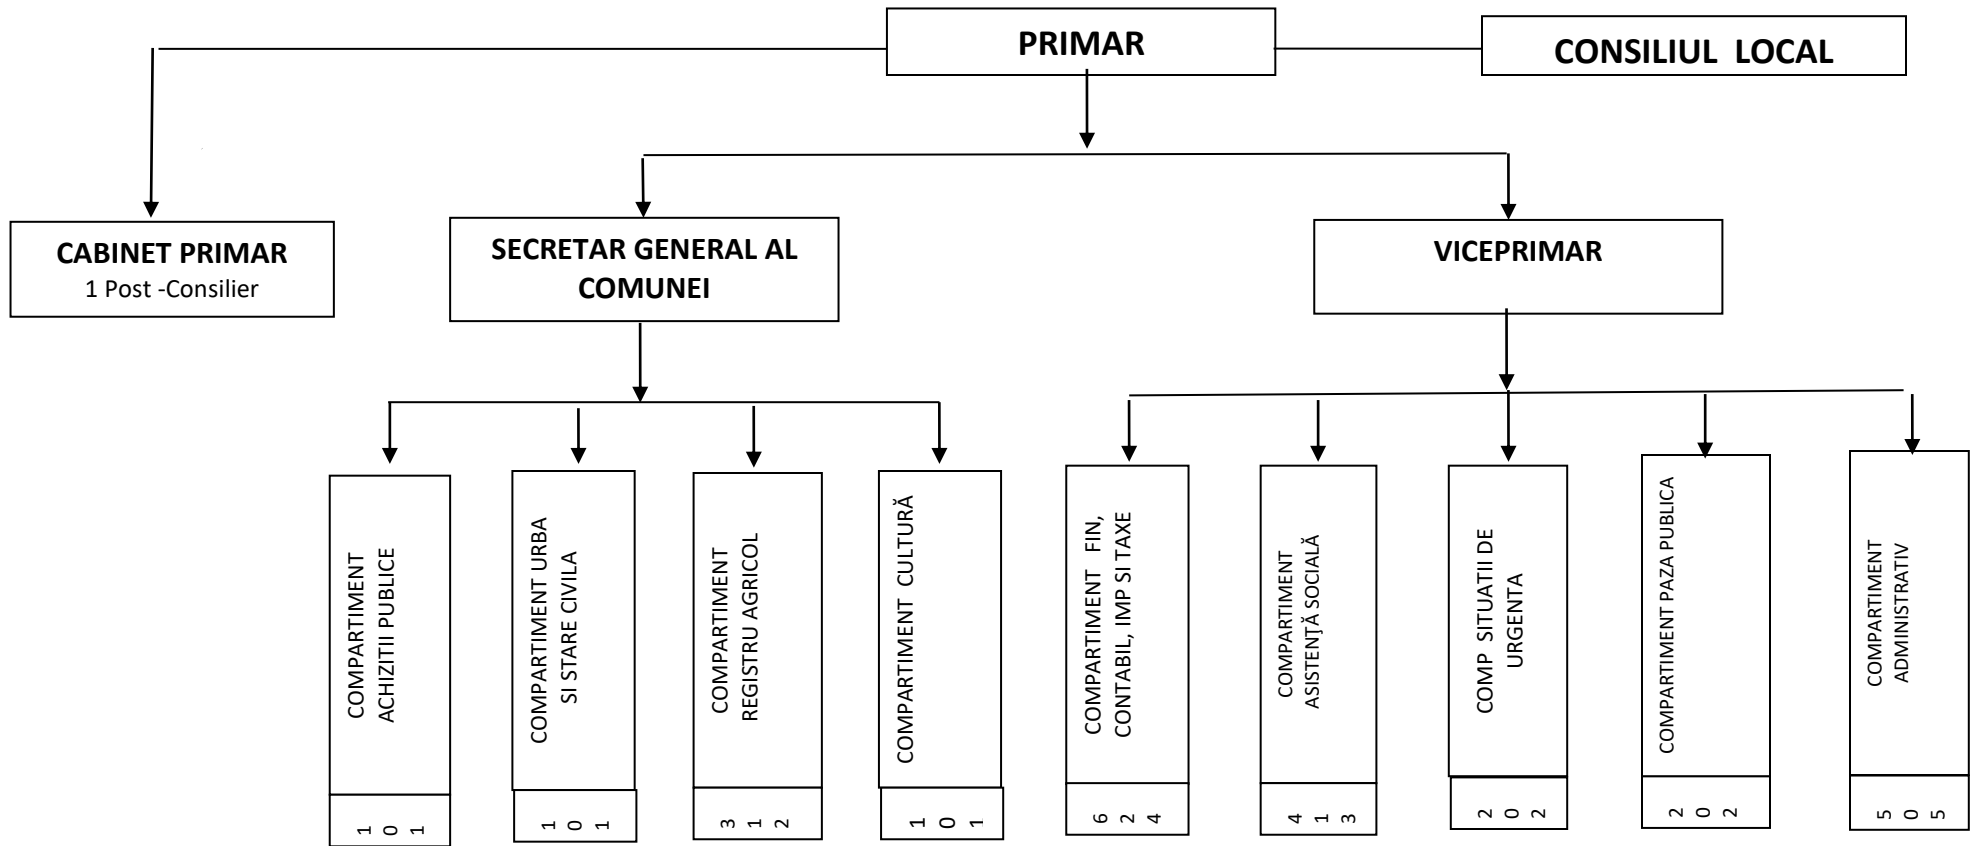 PRIMAR
CONSILIUL LOCAL
CABINET PRIMAR
1 Post -Consilier
SECRETAR GENERAL AL
COMUNEI
VICEPRIMAR
COMPARTIMENT
ACHIZITII PUBLICE
1 0 1
COMPARTIMENT URBA
SI STARE CIVILA
1 0 1
COMPARTIMENT
REGISTRU AGRICOL
3 1 2
COMPARTIMENT CULTURĂ
1 0 1
COMPARTIMENT FIN,
CONTABIL, IMP SI TAXE
6 2 4
COMPARTIMENT
ASISTENŢĂ SOCIALĂ
4 1 3
COMP SITUATII DE
URGENTA
2 0 2
COMPARTIMENT PAZA PUBLICA
2 0 2
COMPARTIMENT
ADMINISTRATIV
5 0 5